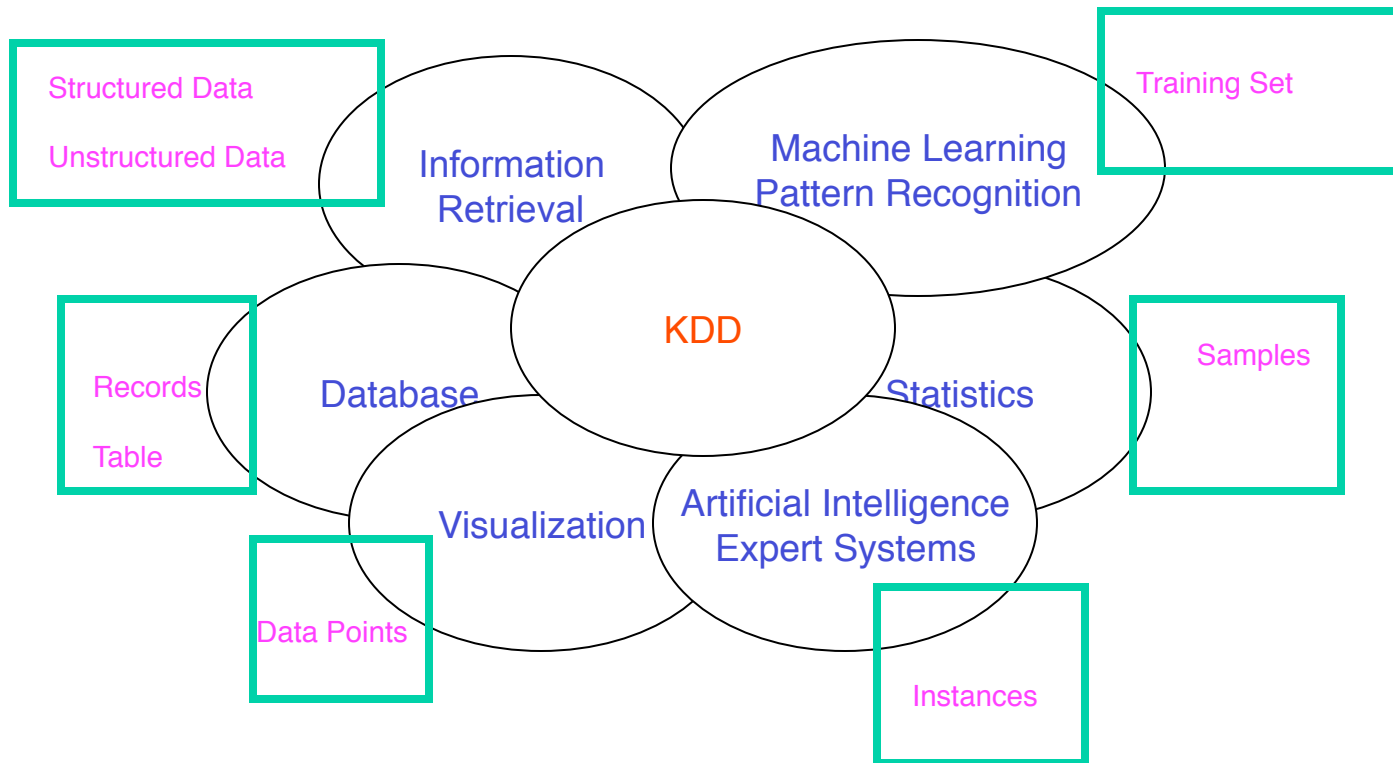 Structured Data
Unstructured Data
Information
Retrieval
Machine Learning
Pattern Recognition
Training Set
KDD
Records
Table
Database
Statistics
Samples
Visualization
Artificial Intelligence
Expert Systems
Data Points
Instances